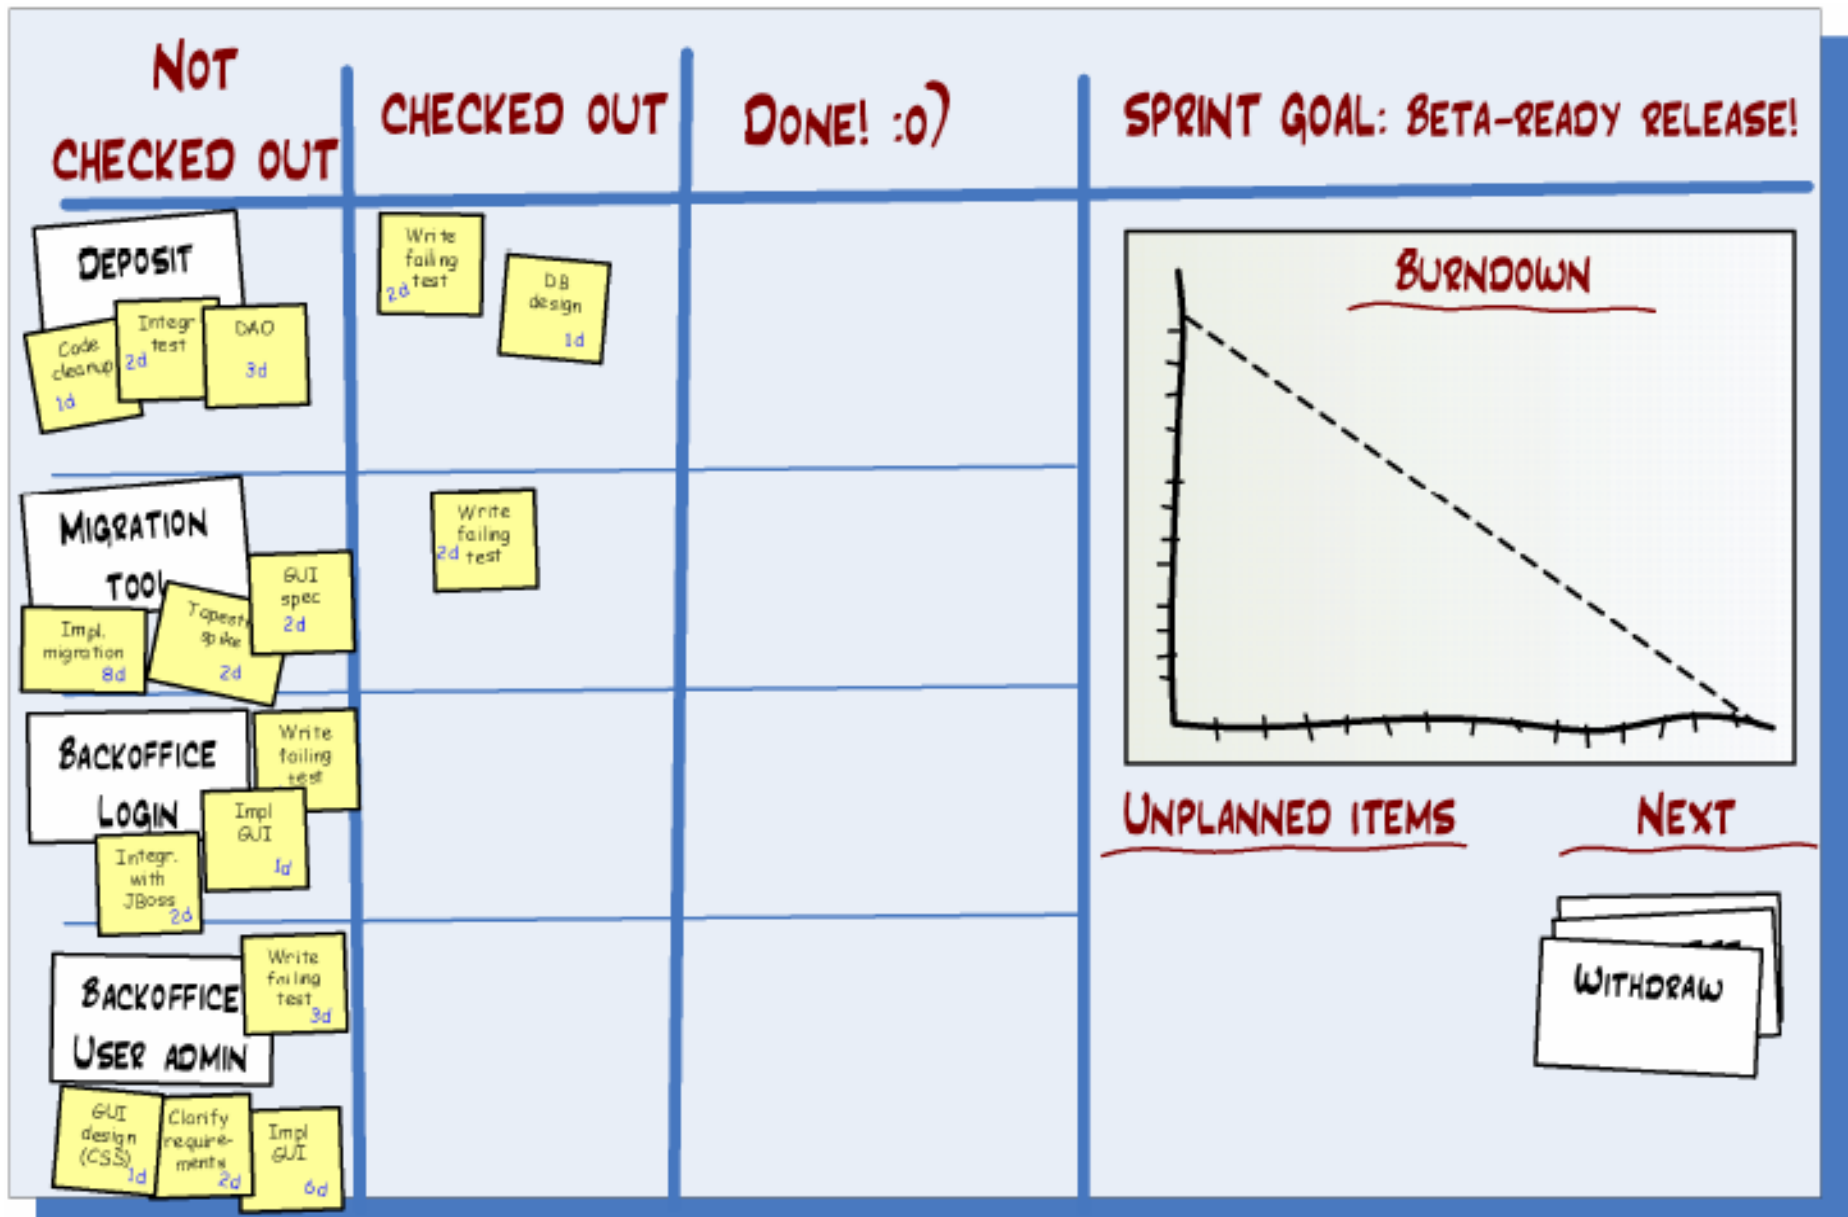 NOT
CHECKED OUT
CHECKED OUT
DONE! :o)
SPRINT GOAL: BETA-READY RELEASE!
DEPOSIT
Code
cleanup
1d
Integr
test
2d
DAO
3d
Write
failing
test
2d
DB
design
1d
MIGRATION
TOOL
Impl.
migration
8d
spike
2d
GUI
spec
2d
Write
failing
test
2d
BACKOFFICE
LOGIN
Write
failing
test
Impl
GUI
1d
Integr.
with
JBoss
2d
BACKOFFICE
USER ADMIN
Write
failing
test
3d
GUI
design
(CSS)
1d
Clarify
require-
ments
2d
Impl
GUI
6d
BURNDOWN
UNPLANNED ITEMS
NEXT
WITHDRAW